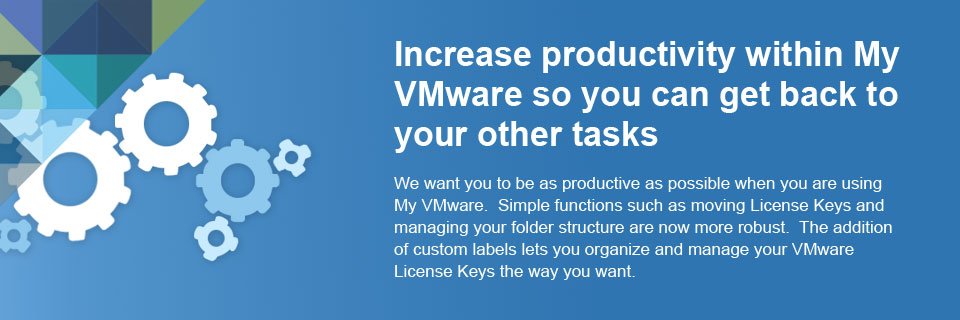 Increase productivity within My
VMware so you can get back to
your other tasks
We want you to be as productive as possible when you are using
My VMware.  Simple functions such as moving License Keys and
managing your folder structure are now more robust.  The addition
of custom labels lets you organize and manage your VMware
License Keys the way you want.